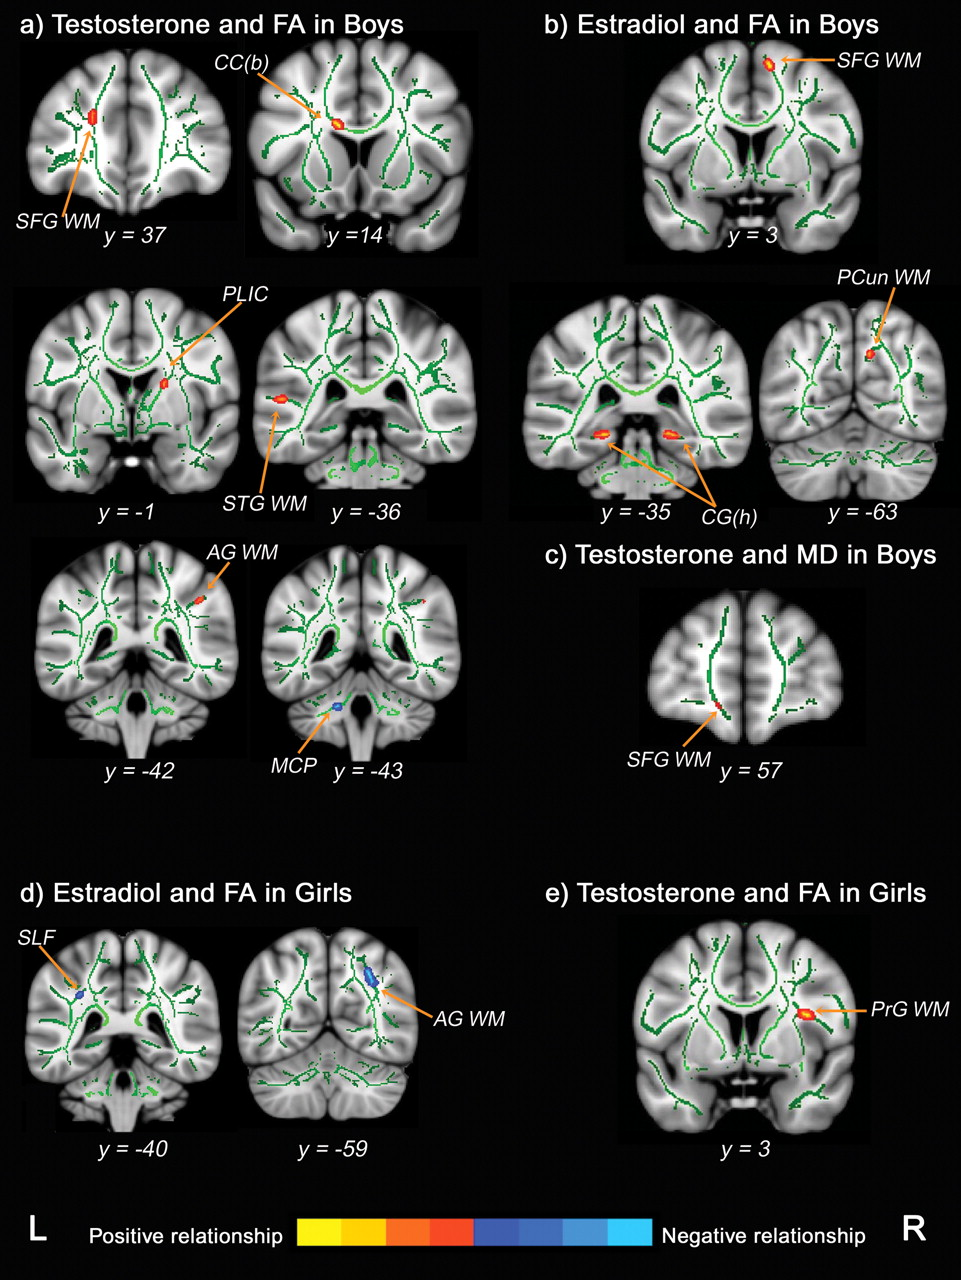 a) Testosterone and FA in Boys
CC(b)
SFG WM
y = 37
y =14
PLIC
STG WM
y = -1
y = -36
AG WM
MCP
y = -42
y = -43
b) Estradiol and FA in Boys
SFG WM
y = 3
PCun WM
CG(h)
y = -35
y = -63
c) Testosterone and MD in Boys
SFG WM
y = 57
d) Estradiol and FA in Girls
SLF
AG WM
y = -40
y = -59
e) Testosterone and FA in Girls
PrG WM
y = 3
L
Positive relationship
Negative relationship
R